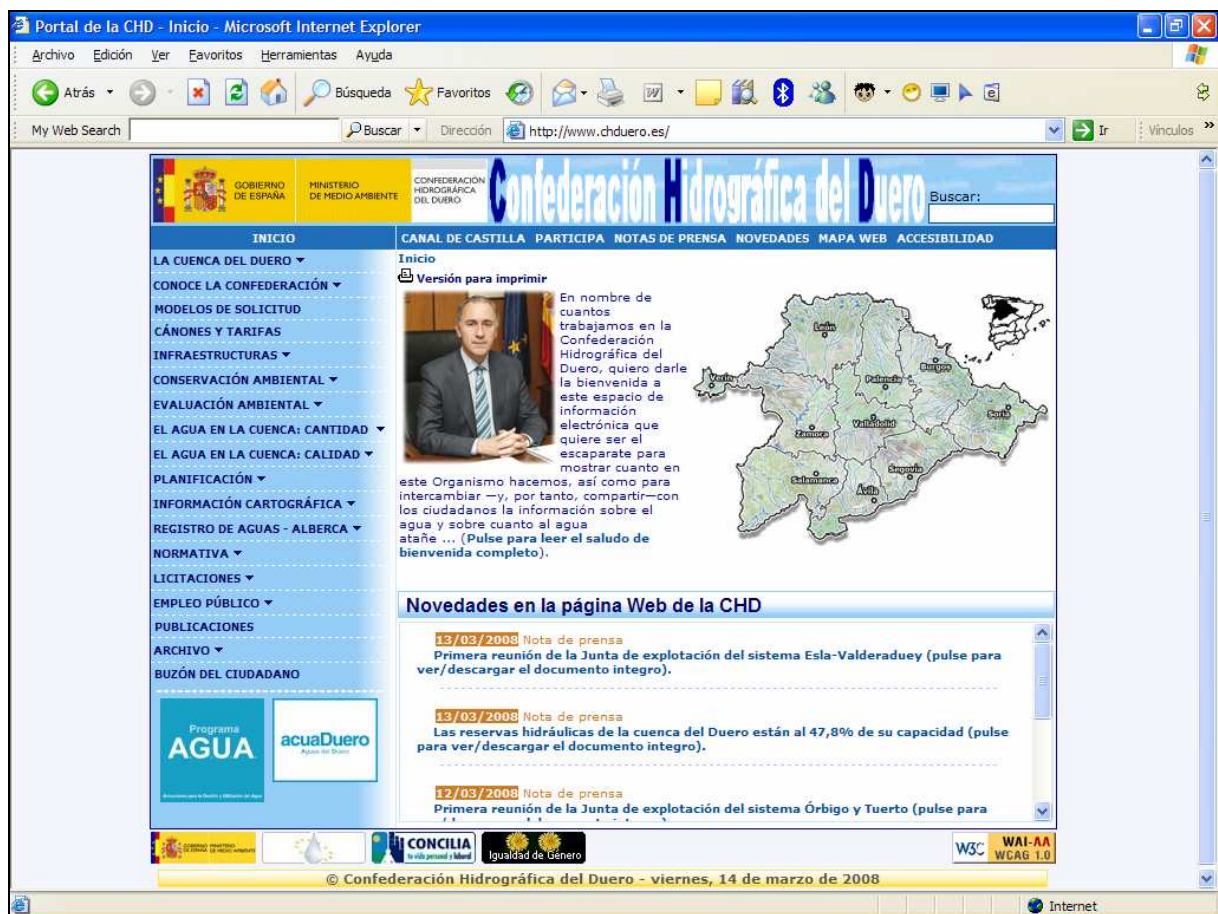 Portal de la CHD - Inicio - Microsoft Internet Explorer
Archivo Edición Ver Favoritos Herramientas Ayuda
Atrás Búsqueda Favoritos
My Web Search Buscar Dirección http://www.chduero.es/ Ir Vínculos »
GOBIERNO DE ESPAÑA
MINISTERIO DE MEDIO AMBIENTE
CONFEDERACIÓN
HIDROGRÁFICA
DEL DUERO
Confederación Hidrográfica del Duero
Buscar:
INICIO
CANAL DE CASTILLA PARTICIPA NOTAS DE PRENSA NOVEDADES MAPA WEB ACCESIBILIDAD
LA CUENCA DEL DUERO
CONOCE LA CONFEDERACIÓN
MODELOS DE SOLICITUD
CÁNONES Y TARIFAS
INFRAESTRUCTURAS
CONSERVACIÓN AMBIENTAL
EVALUACIÓN AMBIENTAL
EL AGUA EN LA CUENCA: CANTIDAD
EL AGUA EN LA CUENCA: CALIDAD
PLANIFICACIÓN
INFORMACIÓN CARTOGRÁFICA
REGISTRO DE AGUAS - ALBERCA
NORMATIVA
LICITACIONES
EMPLEO PÚBLICO
PUBLICACIONES
ARCHIVO
BUZÓN DEL CIUDADANO
Programa
AGUA
acuaDuero
Aguas del Duero
Inicio
Versión para imprimir
En nombre de
cuantos
trabajamos en la
Confederación
Hidrográfica del
Duero, quiero darle
la bienvenida a
este espacio de
información
electrónica que
quiere ser el
escaparate para
mostrar cuanto en
este Organismo hacemos, así como para
intercambiar —y, por tanto, compartir—con
los ciudadanos la información sobre el
agua y sobre cuanto al agua
atañe ... (Pulse para leer el saludo de
bienvenida completo).
León
Burgos
Verín
Palencia
Soria
Valladolid
Zamora
Segovia
Salamanca
Ávila
Novedades en la página Web de la CHD
13/03/2008 Nota de prensa
Primera reunión de la Junta de explotación del sistema Esla-Valderaduey (pulse para
ver/descargar el documento integro).
13/03/2008 Nota de prensa
Las reservas hidráulicas de la cuenca del Duero están al 47,8% de su capacidad (pulse
para ver/descargar el documento integro).
12/03/2008 Nota de prensa
Primera reunión de la Junta de explotación del sistema Órbigo y Tuerto (pulse para
CONCILIA
tu vida personal y laboral
Igualdad de Género
W3C WAI-AA
WCAG 1.0
© Confederación Hidrográfica del Duero - viernes, 14 de marzo de 2008
Internet